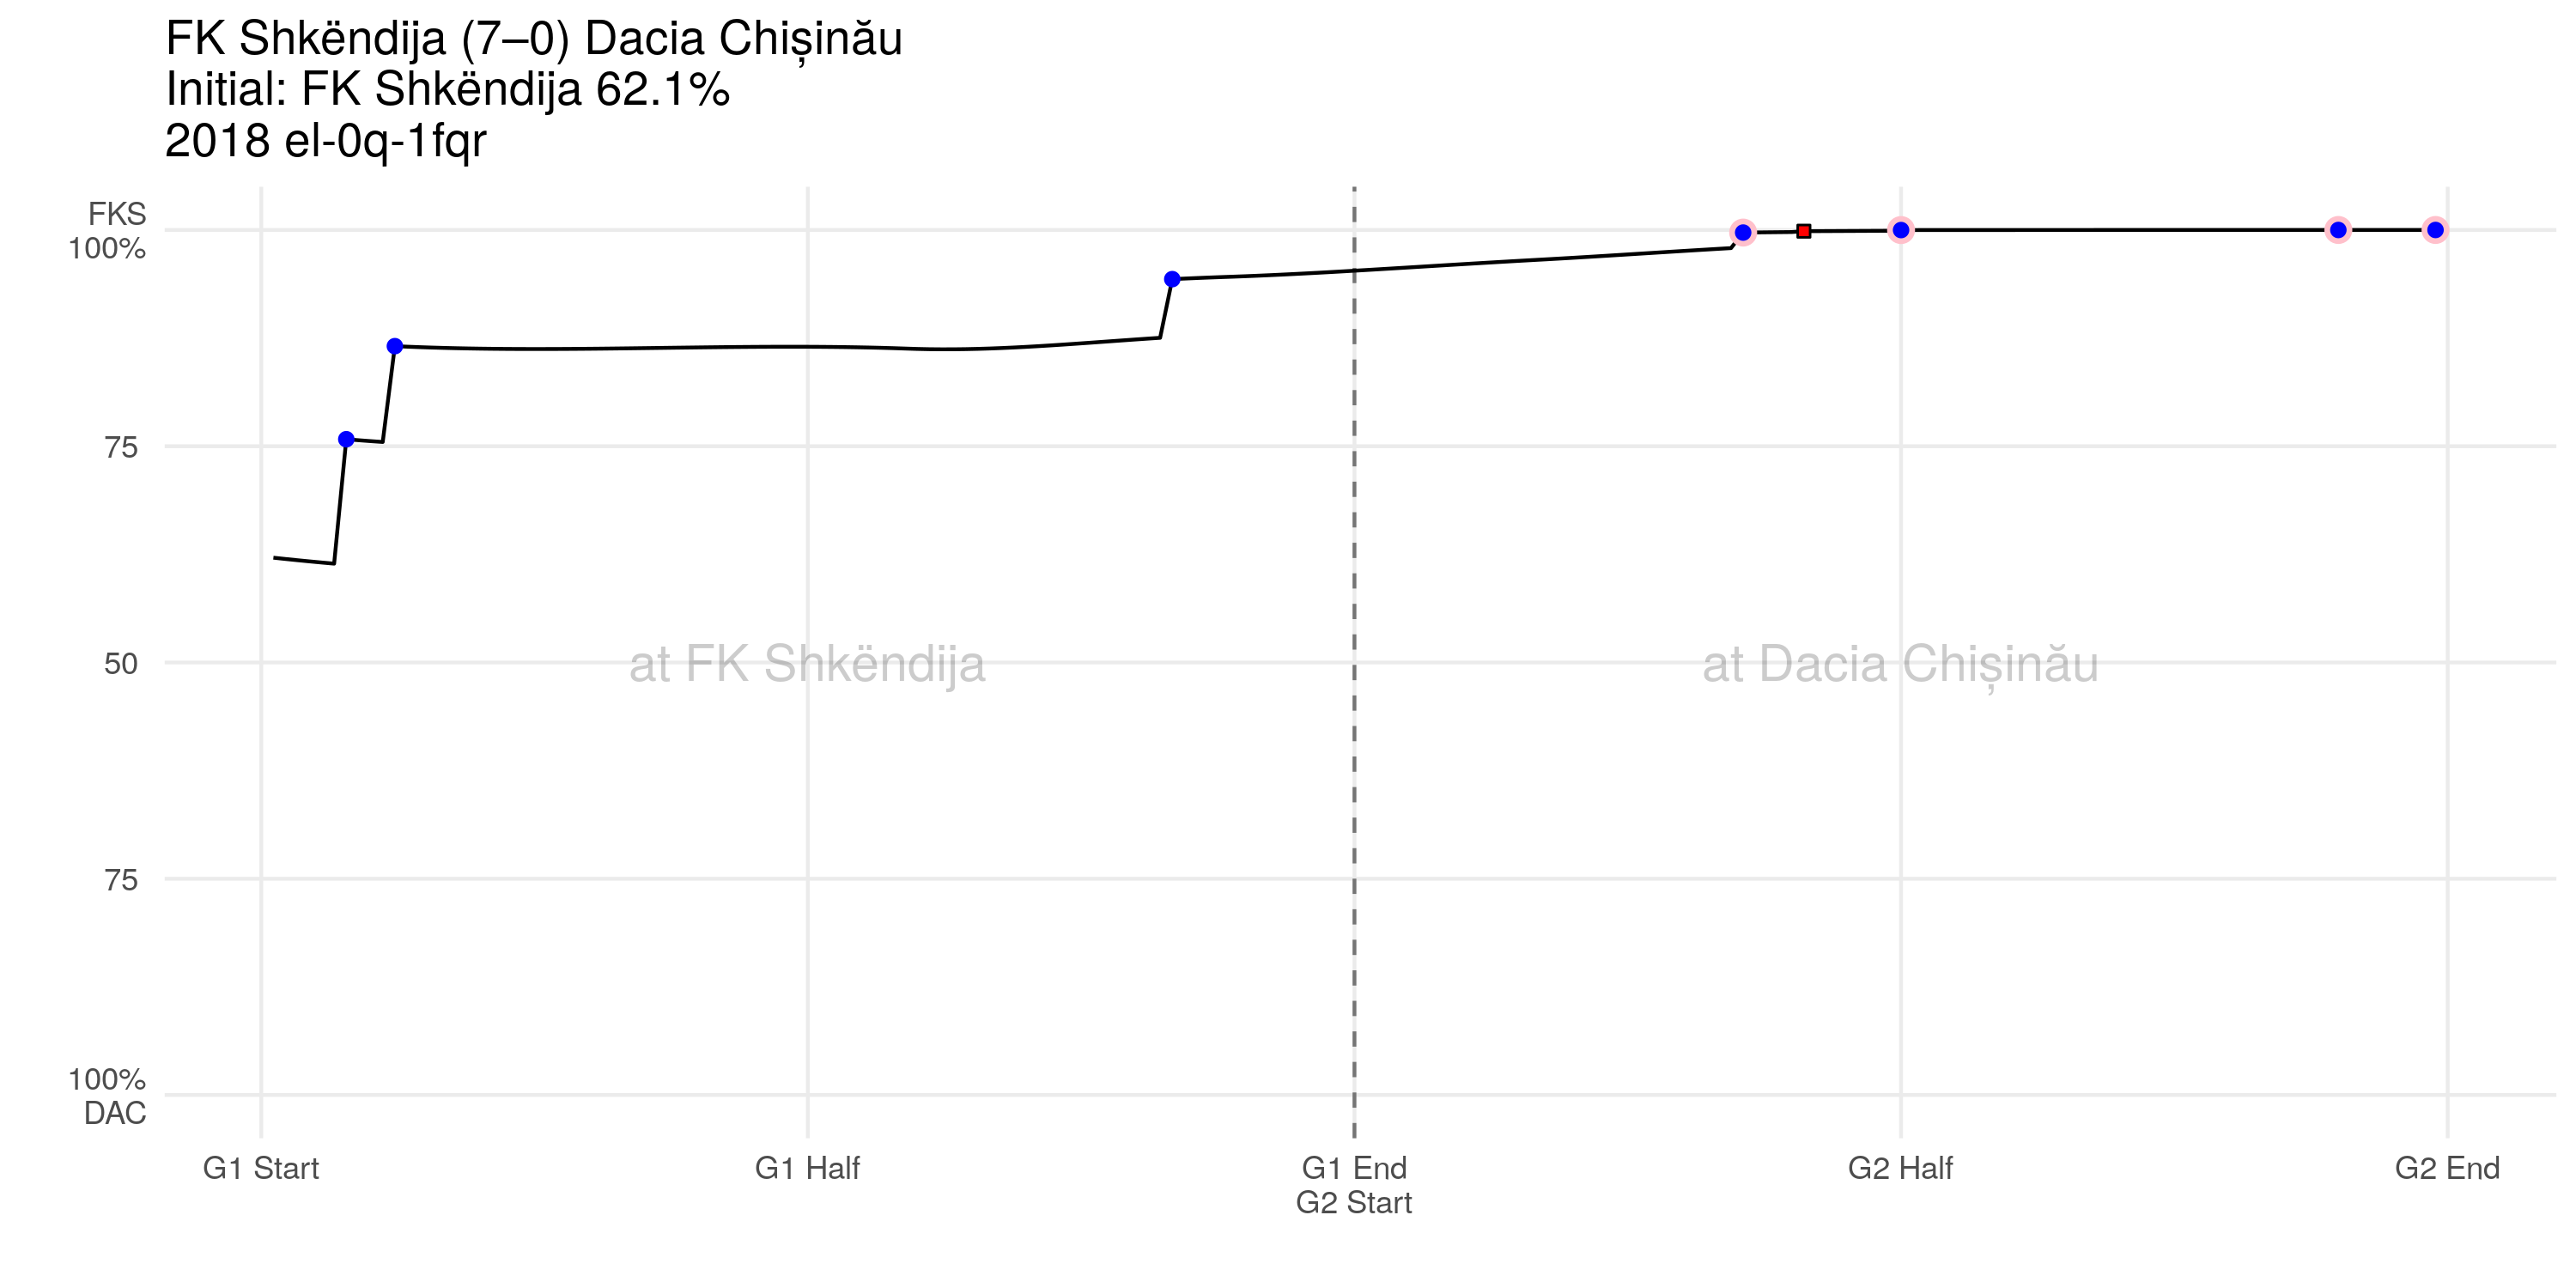 FK Shkëndija (7–0) Dacia Chișinău
Initial: FK Shkëndija 62.1%
2018 el-0q-1fqr
FKS
100%
75
50
75
100%
DAC
at FK Shkëndija
at Dacia Chișinău
G1 Start
G1 Half
G1 End
G2 Start
G2 Half
G2 End